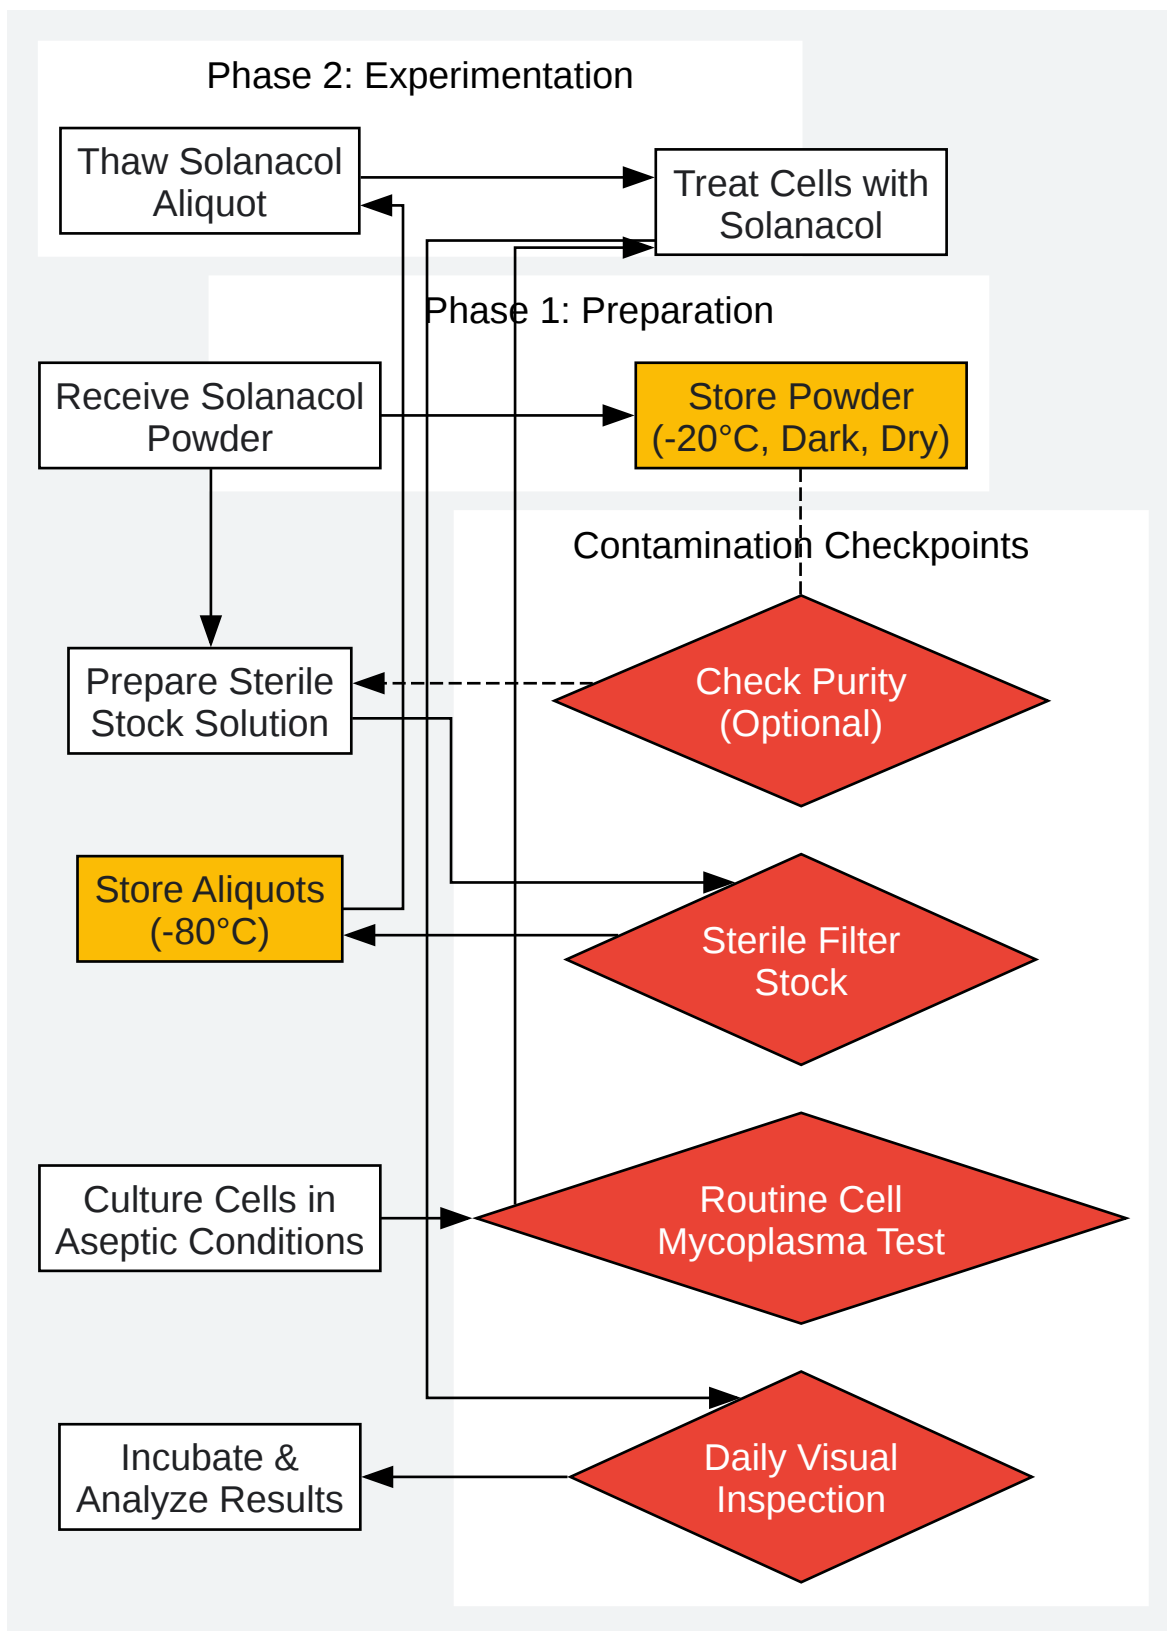 Phase 2: Experimentation
Thaw Solanacol
Aliquot
Treat Cells with
Solanacol
Phase 1: Preparation
Receive Solanacol
Powder
Store Powder
(-20°C, Dark, Dry)
Contamination Checkpoints
Prepare Sterile
Stock Solution
Check Purity
(Optional)
Store Aliquots
(-80°C)
Sterile Filter
Stock
Culture Cells in
Aseptic Conditions
Routine Cell
Mycoplasma Test
Incubate &
Analyze Results
Daily Visual
Inspection